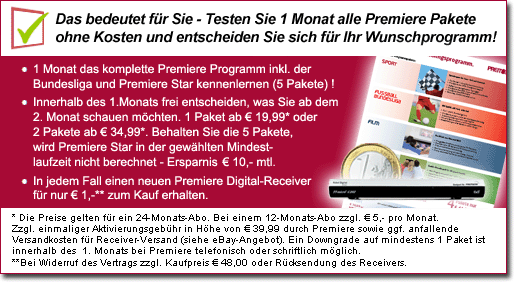 Das bedeutet für Sie - Testen Sie 1 Monat alle Premiere Pakete
ohne Kosten und entscheiden Sie sich für Ihr Wunschprogramm!
● 1 Monat das komplette Premiere Programm inkl. der
Bundesliga und Premiere Star kennenlernen (5 Pakete) !
● Innerhalb des 1.Monats frei entscheiden, was Sie ab dem
2. Monat schauen möchten. 1 Paket ab € 19,99* oder
2 Pakete ab € 34,99*. Behalten Sie die 5 Pakete,
wird Premiere Star in der gewählten Mindest-
laufzeit nicht berechnet - Ersparnis € 10,- mtl.
● In jedem Fall einen neuen Premiere Digital-Receiver
für nur € 1,-** zum Kauf erhalten.
SPORT
FUSSBALL
BUNDESLIGA
FILM
* Die Preise gelten für ein 24-Monats-Abo. Bei einem 12-Monats-Abo zzgl. € 5,- pro Monat.
Zzgl. einmaliger Aktivierungsgebühr in Höhe von € 39,99 durch Premiere sowie ggf. anfallende
Versandkosten für Receiver-Versand (siehe eBay-Angebot). Ein Downgrade auf mindestens 1 Paket ist
innerhalb des 1. Monats bei Premiere telefonisch oder schriftlich möglich.
**Bei Widerruf des Vertrags zzgl. Kaufpreis € 48,00 oder Rücksendung des Receivers.